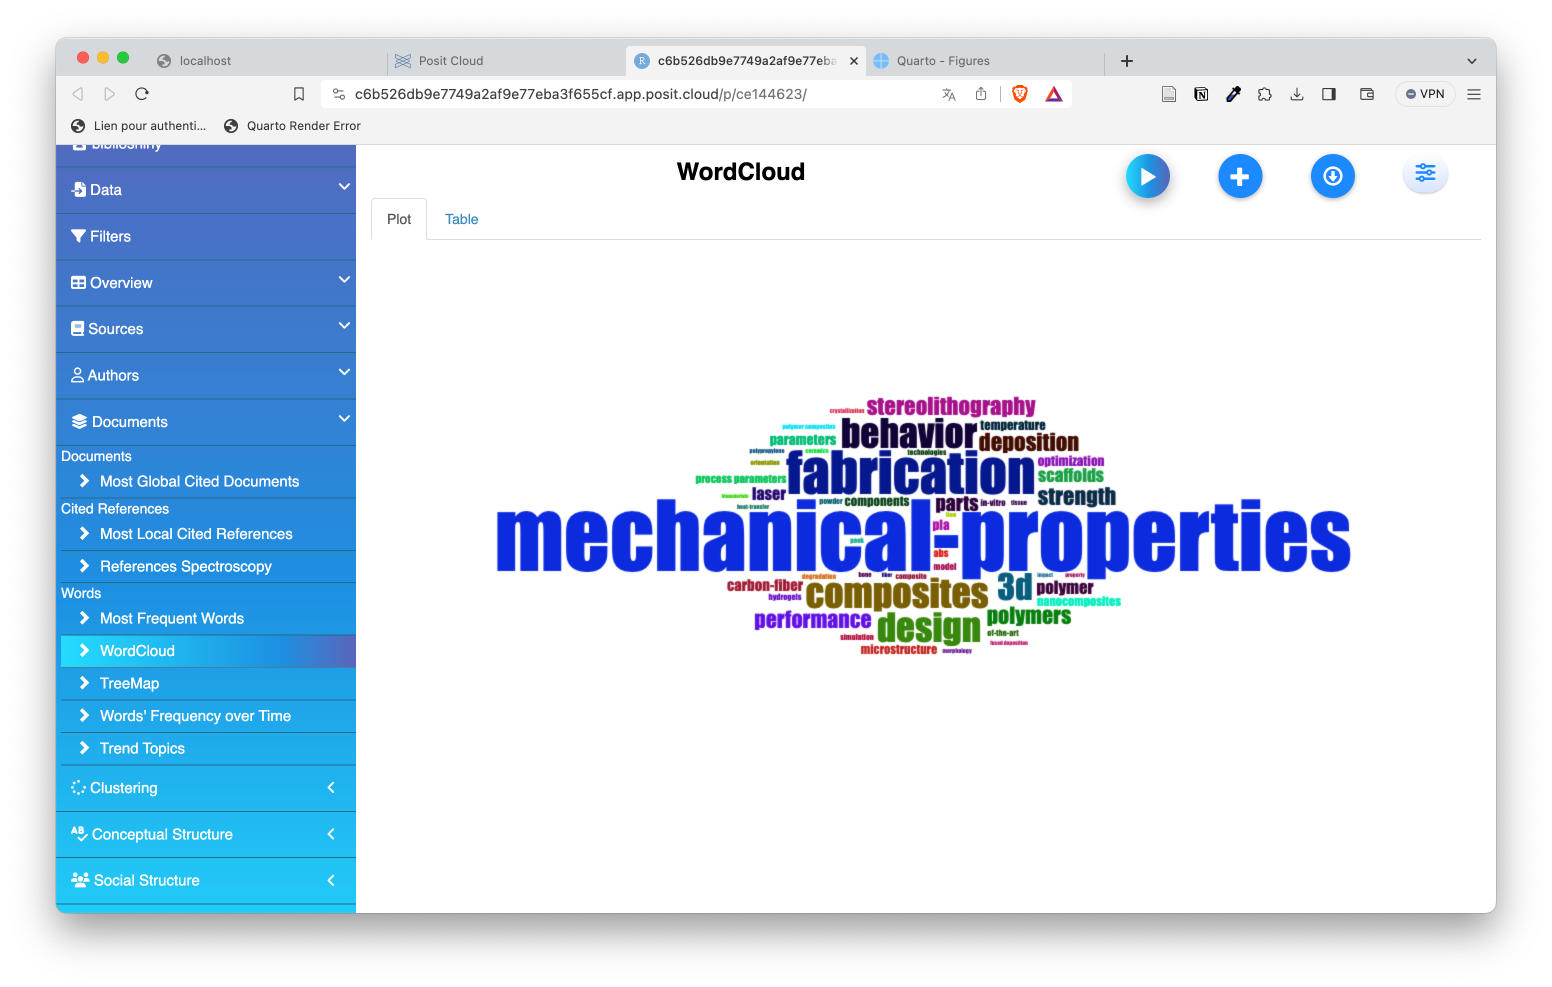 localhost
Posit Cloud
c6b526db9e7749a2af9e77eba
Quarto - Figures
c6b526db9e7749a2af9e77eba3f655cf.app.posit.cloud/p/ce144623/
VPN
Lien pour authenti...
Quarto Render Error
biblioshiny
Data
Filters
Overview
Sources
Authors
Documents
Documents
Most Global Cited Documents
Cited References
Most Local Cited References
References Spectroscopy
Words
Most Frequent Words
WordCloud
TreeMap
Words' Frequency over Time
Trend Topics
Clustering
Conceptual Structure
Social Structure
WordCloud
Plot
Table
crystallization
stereolithography
polymer composites
behavior
temperature
parameters
deposition
polypropylene
ceramics
technologies
orientation
fabrication
optimization
process parameters
scaffolds
laser
strength
powder
components
parts
in-vitro
tissue
heat-transfer
mechanical-properties
pla
peek
abs
model
degradation
bone
fiber
composite
impact
property
carbon-fiber
composites
3d
polymer
hydrogels
nanocomposites
performance
design
polymers
simulation
of-the-art
microstructure
morphology
fused deposition